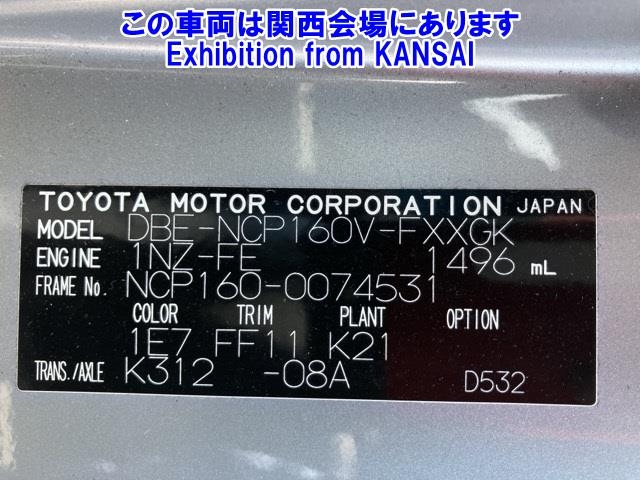 この車両は関西会場にあります
Exhibition from KANSAI
TOYOTA MOTOR CORPORATION JAPAN
MODEL DBE-NCP160V-FXXGK
ENGINE 1NZ-FE 1496 mL
FRAME No. NCP160-0074531
COLOR TRIM PLANT OPTION
1E7 FF11 K21
TRANS./AXLE K312 -08A D532